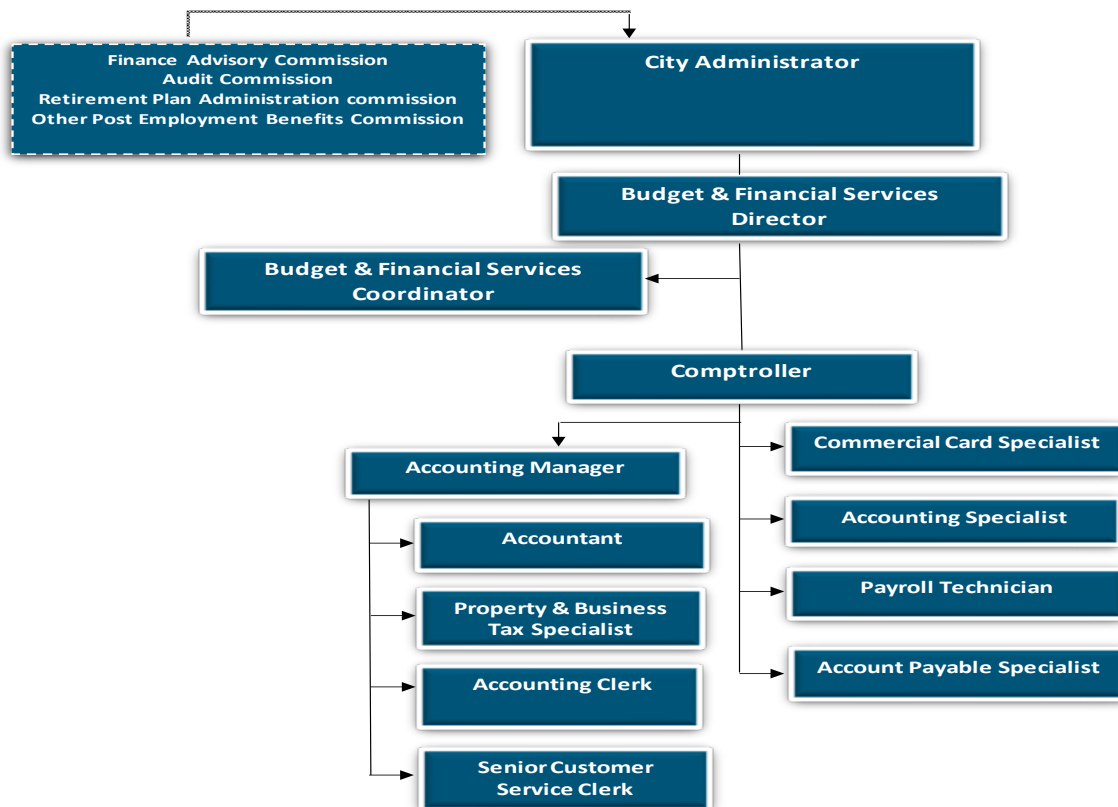 Finance Advisory Commission
Audit Commission
Retirement Plan Administration commission
Other Post Employment Benefits Commission
City Administrator
Budget & Financial Services
Director
Budget & Financial Services
Coordinator
Comptroller
Accounting Manager
Accountant
Property & Business
Tax Specialist
Accounting Clerk
Senior Customer
Service Clerk
Commercial Card Specialist
Accounting Specialist
Payroll Technician
Account Payable Specialist